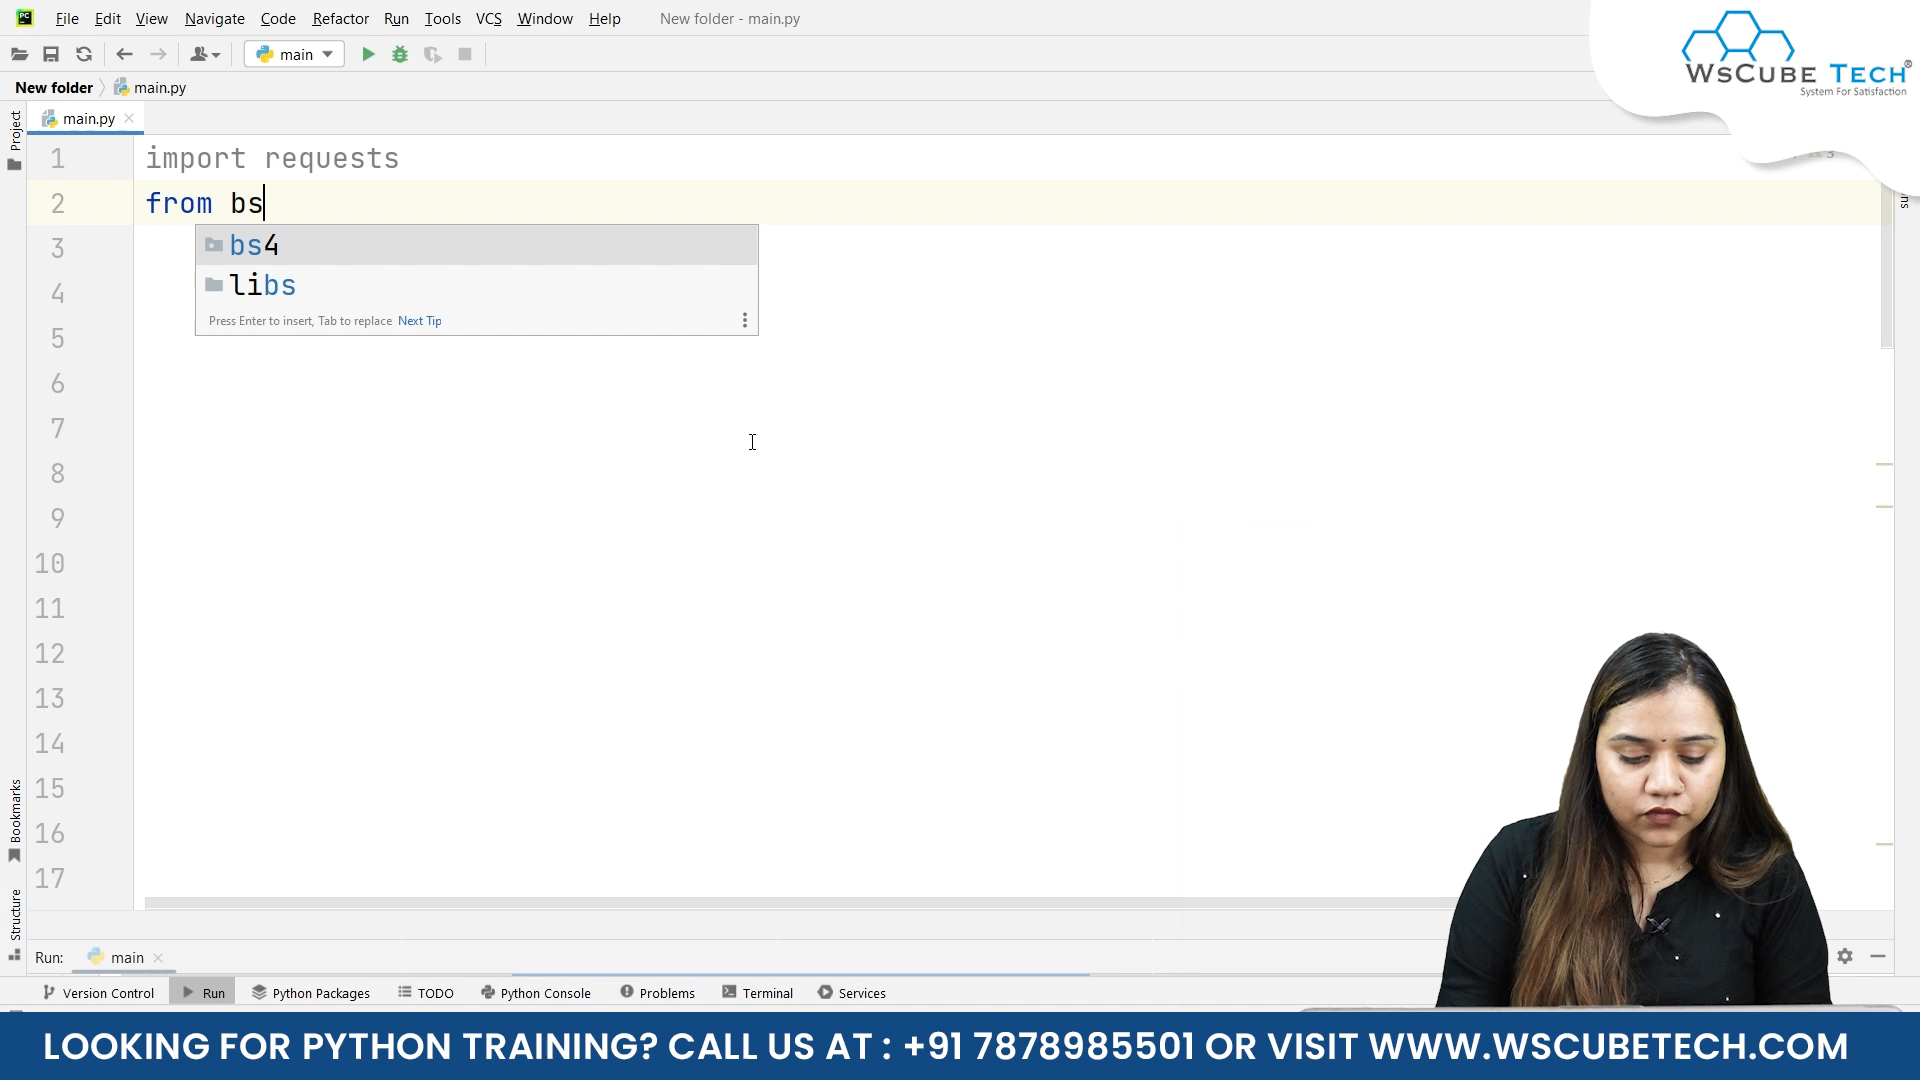 File Edit View Navigate Code Refactor Run Tools VCS Window Help New folder - main.py
main
New folder main.py
main.py
Project
1 import requests
2 from bs
3
4
5
6
7
8
9
10
11
12
13
14
15
16
17
bs4
libs
Press Enter to insert, Tab to replace Next Tip
Bookmarks
Structure
WsCube Tech®
System For Satisfaction
Run: main
Version Control Run Python Packages TODO Python Console Problems Terminal Services
LOOKING FOR PYTHON TRAINING? CALL US AT : +91 7878985501 OR VISIT WWW.WSCUBETECH.COM